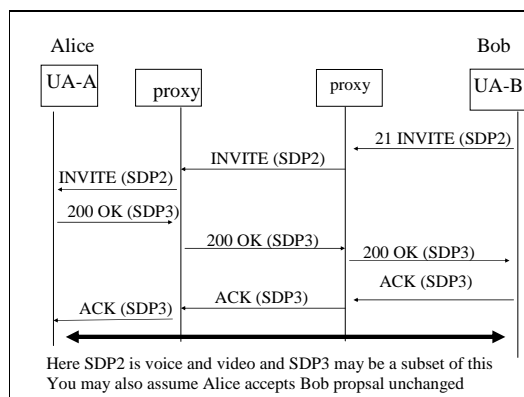 Alice
Bob
UA-A
proxy
proxy
UA-B
21 INVITE (SDP2)
INVITE (SDP2)
INVITE (SDP2)
200 OK (SDP3)
200 OK (SDP3)
200 OK (SDP3)
ACK (SDP3)
ACK (SDP3)
ACK (SDP3)
Here SDP2 is voice and video and SDP3 may be a subset of this
You may also assume Alice accepts Bob propsal unchanged